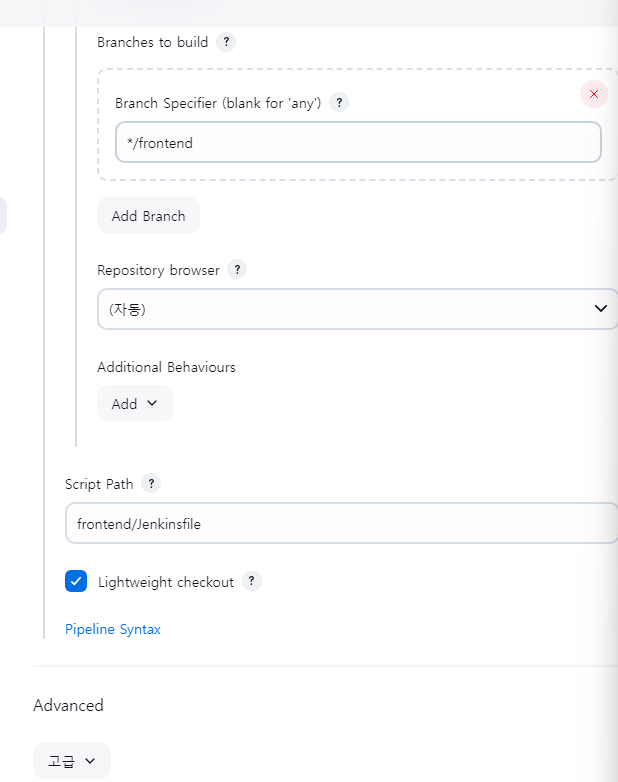 Branches to build ?
Branch Specifier (blank for 'any') ?
*/frontend
Add Branch
Repository browser ?
(자동)
Additional Behaviours
Add
Script Path ?
frontend/Jenkinsfile
Lightweight checkout ?
Pipeline Syntax
Advanced
고급